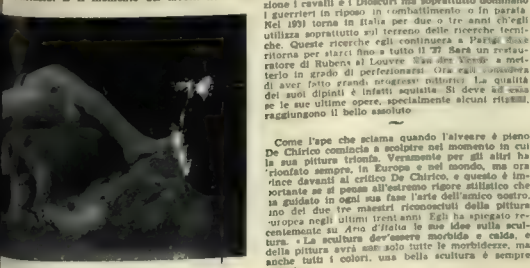 zione i cavalli e i Dioscuri ma soprattutto dominano
i guerrieri in riposo in combattimento o in parata
Nel 1931 torna in Italia per due o tre anni ch'egli
utilizza soprattutto sul terreno delle ricerche tecni-
che. Queste ricerche egli continuerà a Parigi dove
ritorna per starci fino a tutto il '37 Sarà un restau-
ratore di Rubens al Louvre a met-
terlo in grado di perfezionarsi Ora egli considera
di aver fatto grandi progressi pittorici La qualità
dei suoi dipinti è infatti squisita Si deve ad essa
se le sue ultime opere, specialmente alcuni ritratti,
raggiungono il bello assoluto
Come l'ape che sciama quando l'alveare è pieno
De Chirico comincia a scolpire nel momento in cui
la sua pittura trionfa. Veramente per gli altri ha
rionfato sempre, in Europa e nel mondo, ma ora
ince davanti al critico De Chirico, e questo è im-
portante se si pensa all'estremo rigore stilistico che
a guidato in ogni sua fase l'arte dell'amico nostro,
ino dei due tre maestri riconosciuti della pittura
uropea negli ultimi trent'anni Egli ha spiegato re-
centemente su Aria d'Italia le sue idee sulla scul-
tura. « La scultura dev'essere morbida e calda, e
della pittura avrà non solo tutte le morbidezze, ma
anche tutti i colori. una bella scultura è sempre